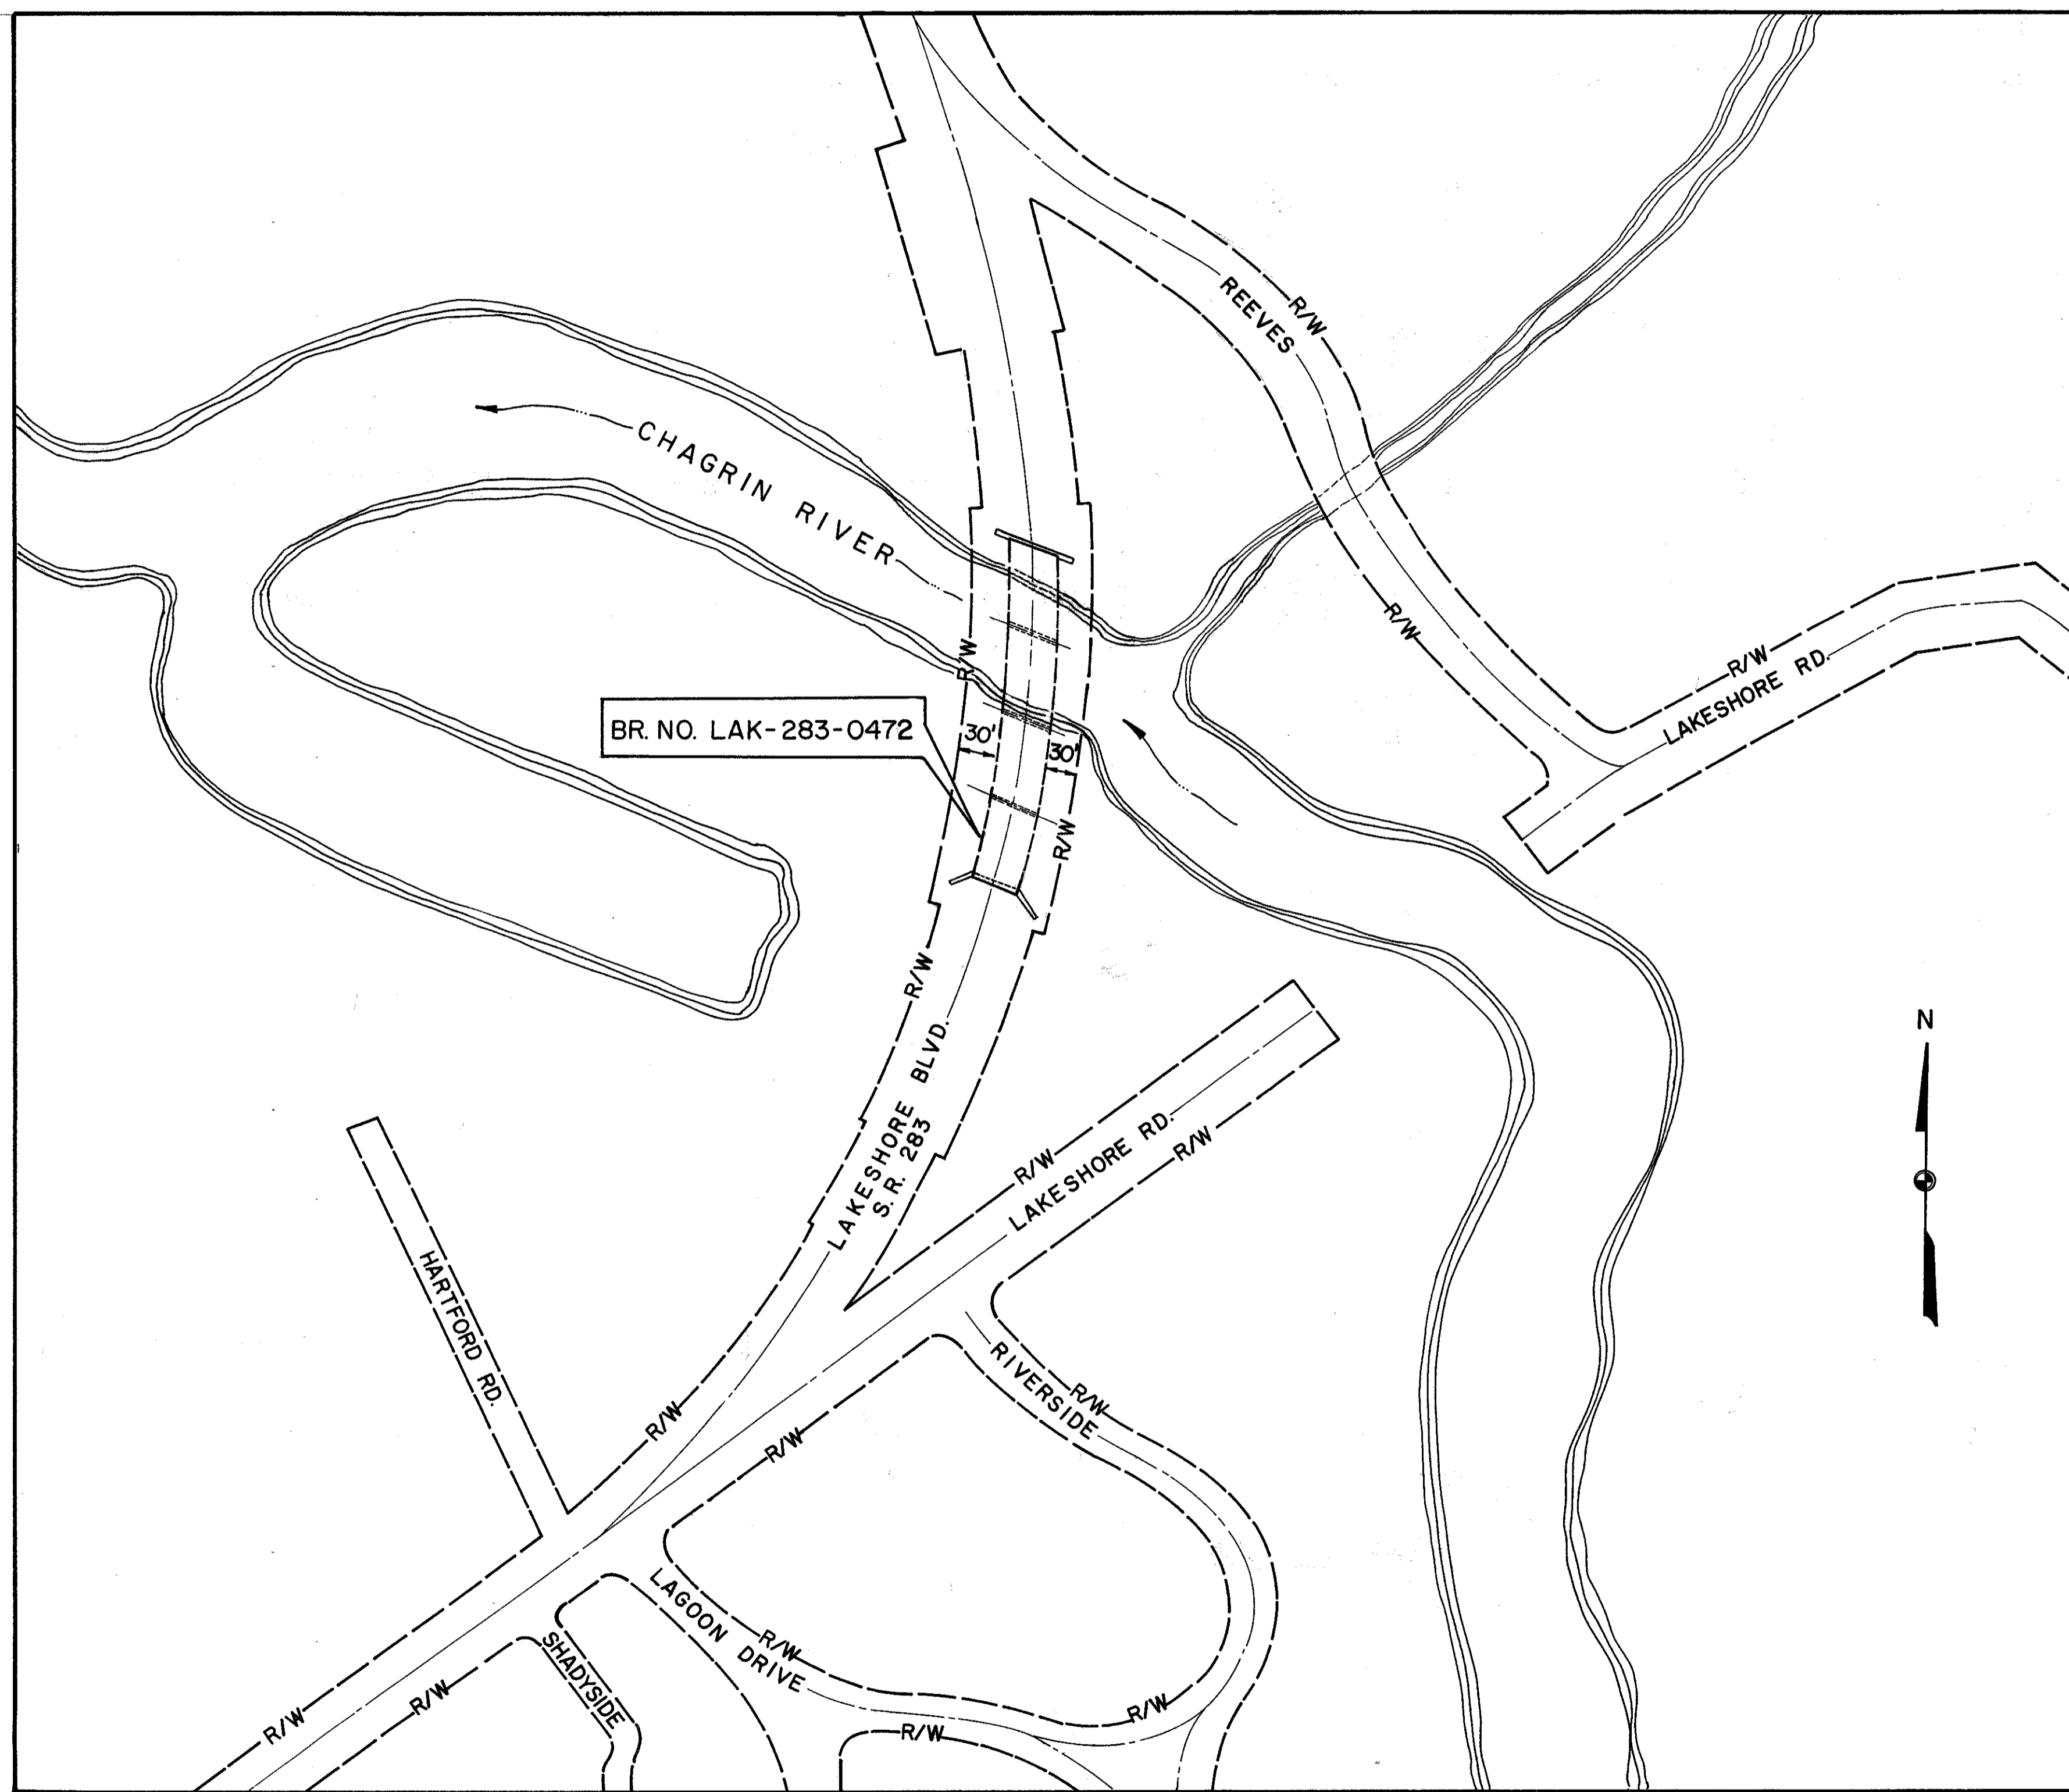 REEVES
R/W
CHAGRIN RIVER
R/W
R/W
R/W
LAKESHORE RD.
BR. NO. LAK-283-0472
30'
30'
R/W
R/W
LAKESHORE BLVD.
S.R. 283
N
R/W
LAKESHORE RD.
R/W
HARTFORD RD.
RIVERSIDE
R/W
R/W
R/W
LAGOON DRIVE
R/W
SHADYSIDE
R/W
R/W
R/W
R/W